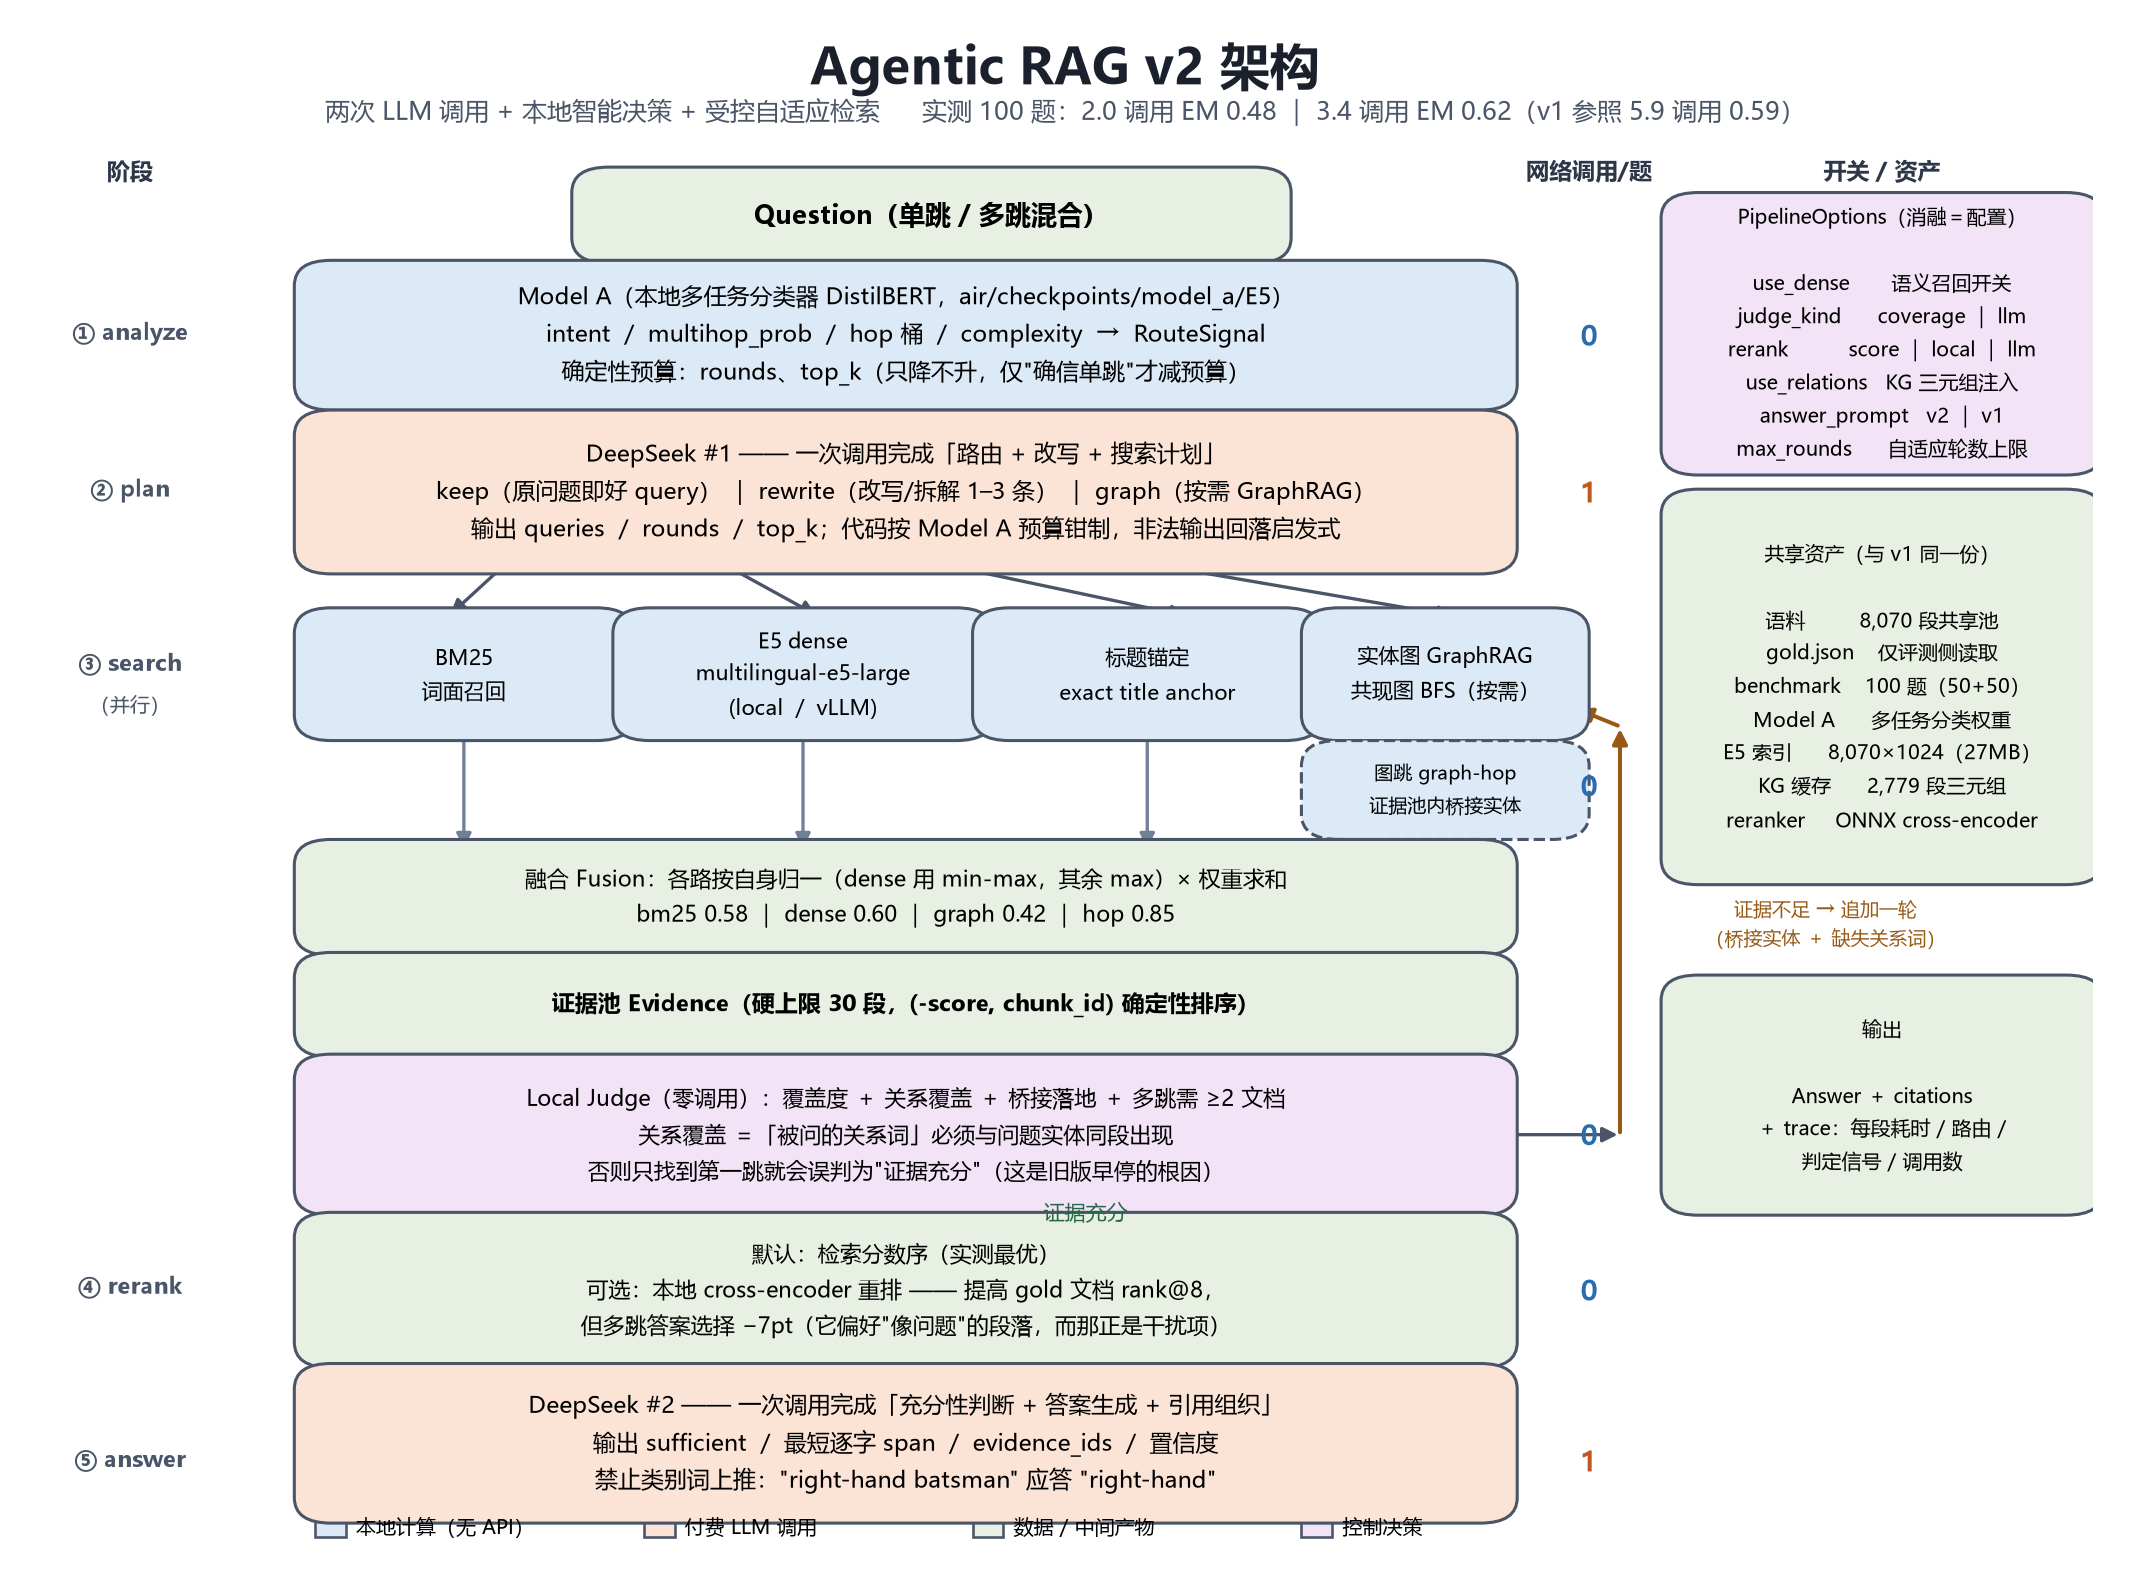 Agentic RAG v2 架构
两次 LLM 调用 + 本地智能决策 + 受控自适应检索 实测 100 题：2.0 调用 EM 0.48 | 3.4 调用 EM 0.62（v1 参照 5.9 调用 0.59）
阶段
网络调用/题
开关 / 资产
Question（单跳 / 多跳混合）
① analyze
Model A（本地多任务分类器 DistilBERT，air/checkpoints/model_a/E5）
intent / multihop_prob / hop 桶 / complexity → RouteSignal
确定性预算：rounds、top_k（只降不升，仅"确信单跳"才减预算）
0
② plan
DeepSeek #1 —— 一次调用完成「路由 + 改写 + 搜索计划」
keep（原问题即好 query） | rewrite（改写/拆解 1–3 条） | graph（按需 GraphRAG）
输出 queries / rounds / top_k；代码按 Model A 预算钳制，非法输出回落启发式
1
③ search
（并行）
BM25
词面召回
E5 dense
multilingual-e5-large
(local / vLLM)
标题锚定
exact title anchor
实体图 GraphRAG
共现图 BFS（按需）
图跳 graph-hop
证据池内桥接实体
0
融合 Fusion：各路按自身归一（dense 用 min-max，其余 max）× 权重求和
bm25 0.58 | dense 0.60 | graph 0.42 | hop 0.85
证据池 Evidence（硬上限 30 段，(-score, chunk_id) 确定性排序）
Local Judge（零调用）：覆盖度 + 关系覆盖 + 桥接落地 + 多跳需 ≥2 文档
关系覆盖 =「被问的关系词」必须与问题实体同段出现
否则只找到第一跳就会误判为"证据充分"（这是旧版早停的根因）
0
证据充分
④ rerank
默认：检索分数序（实测最优）
可选：本地 cross-encoder 重排 —— 提高 gold 文档 rank@8，
但多跳答案选择 −7pt（它偏好"像问题"的段落，而那正是干扰项）
0
⑤ answer
DeepSeek #2 —— 一次调用完成「充分性判断 + 答案生成 + 引用组织」
输出 sufficient / 最短逐字 span / evidence_ids / 置信度
禁止类别词上推："right-hand batsman" 应答 "right-hand"
1
本地计算（无 API）
付费 LLM 调用
数据 / 中间产物
控制决策
PipelineOptions（消融＝配置）
use_dense 语义召回开关
judge_kind coverage | llm
rerank score | local | llm
use_relations KG 三元组注入
answer_prompt v2 | v1
max_rounds 自适应轮数上限
共享资产（与 v1 同一份）
语料 8,070 段共享池
gold.json 仅评测侧读取
benchmark 100 题（50+50）
Model A 多任务分类权重
E5 索引 8,070×1024（27MB）
KG 缓存 2,779 段三元组
reranker ONNX cross-encoder
证据不足 → 追加一轮
（桥接实体 + 缺失关系词）
输出
Answer + citations
+ trace：每段耗时 / 路由 /
判定信号 / 调用数